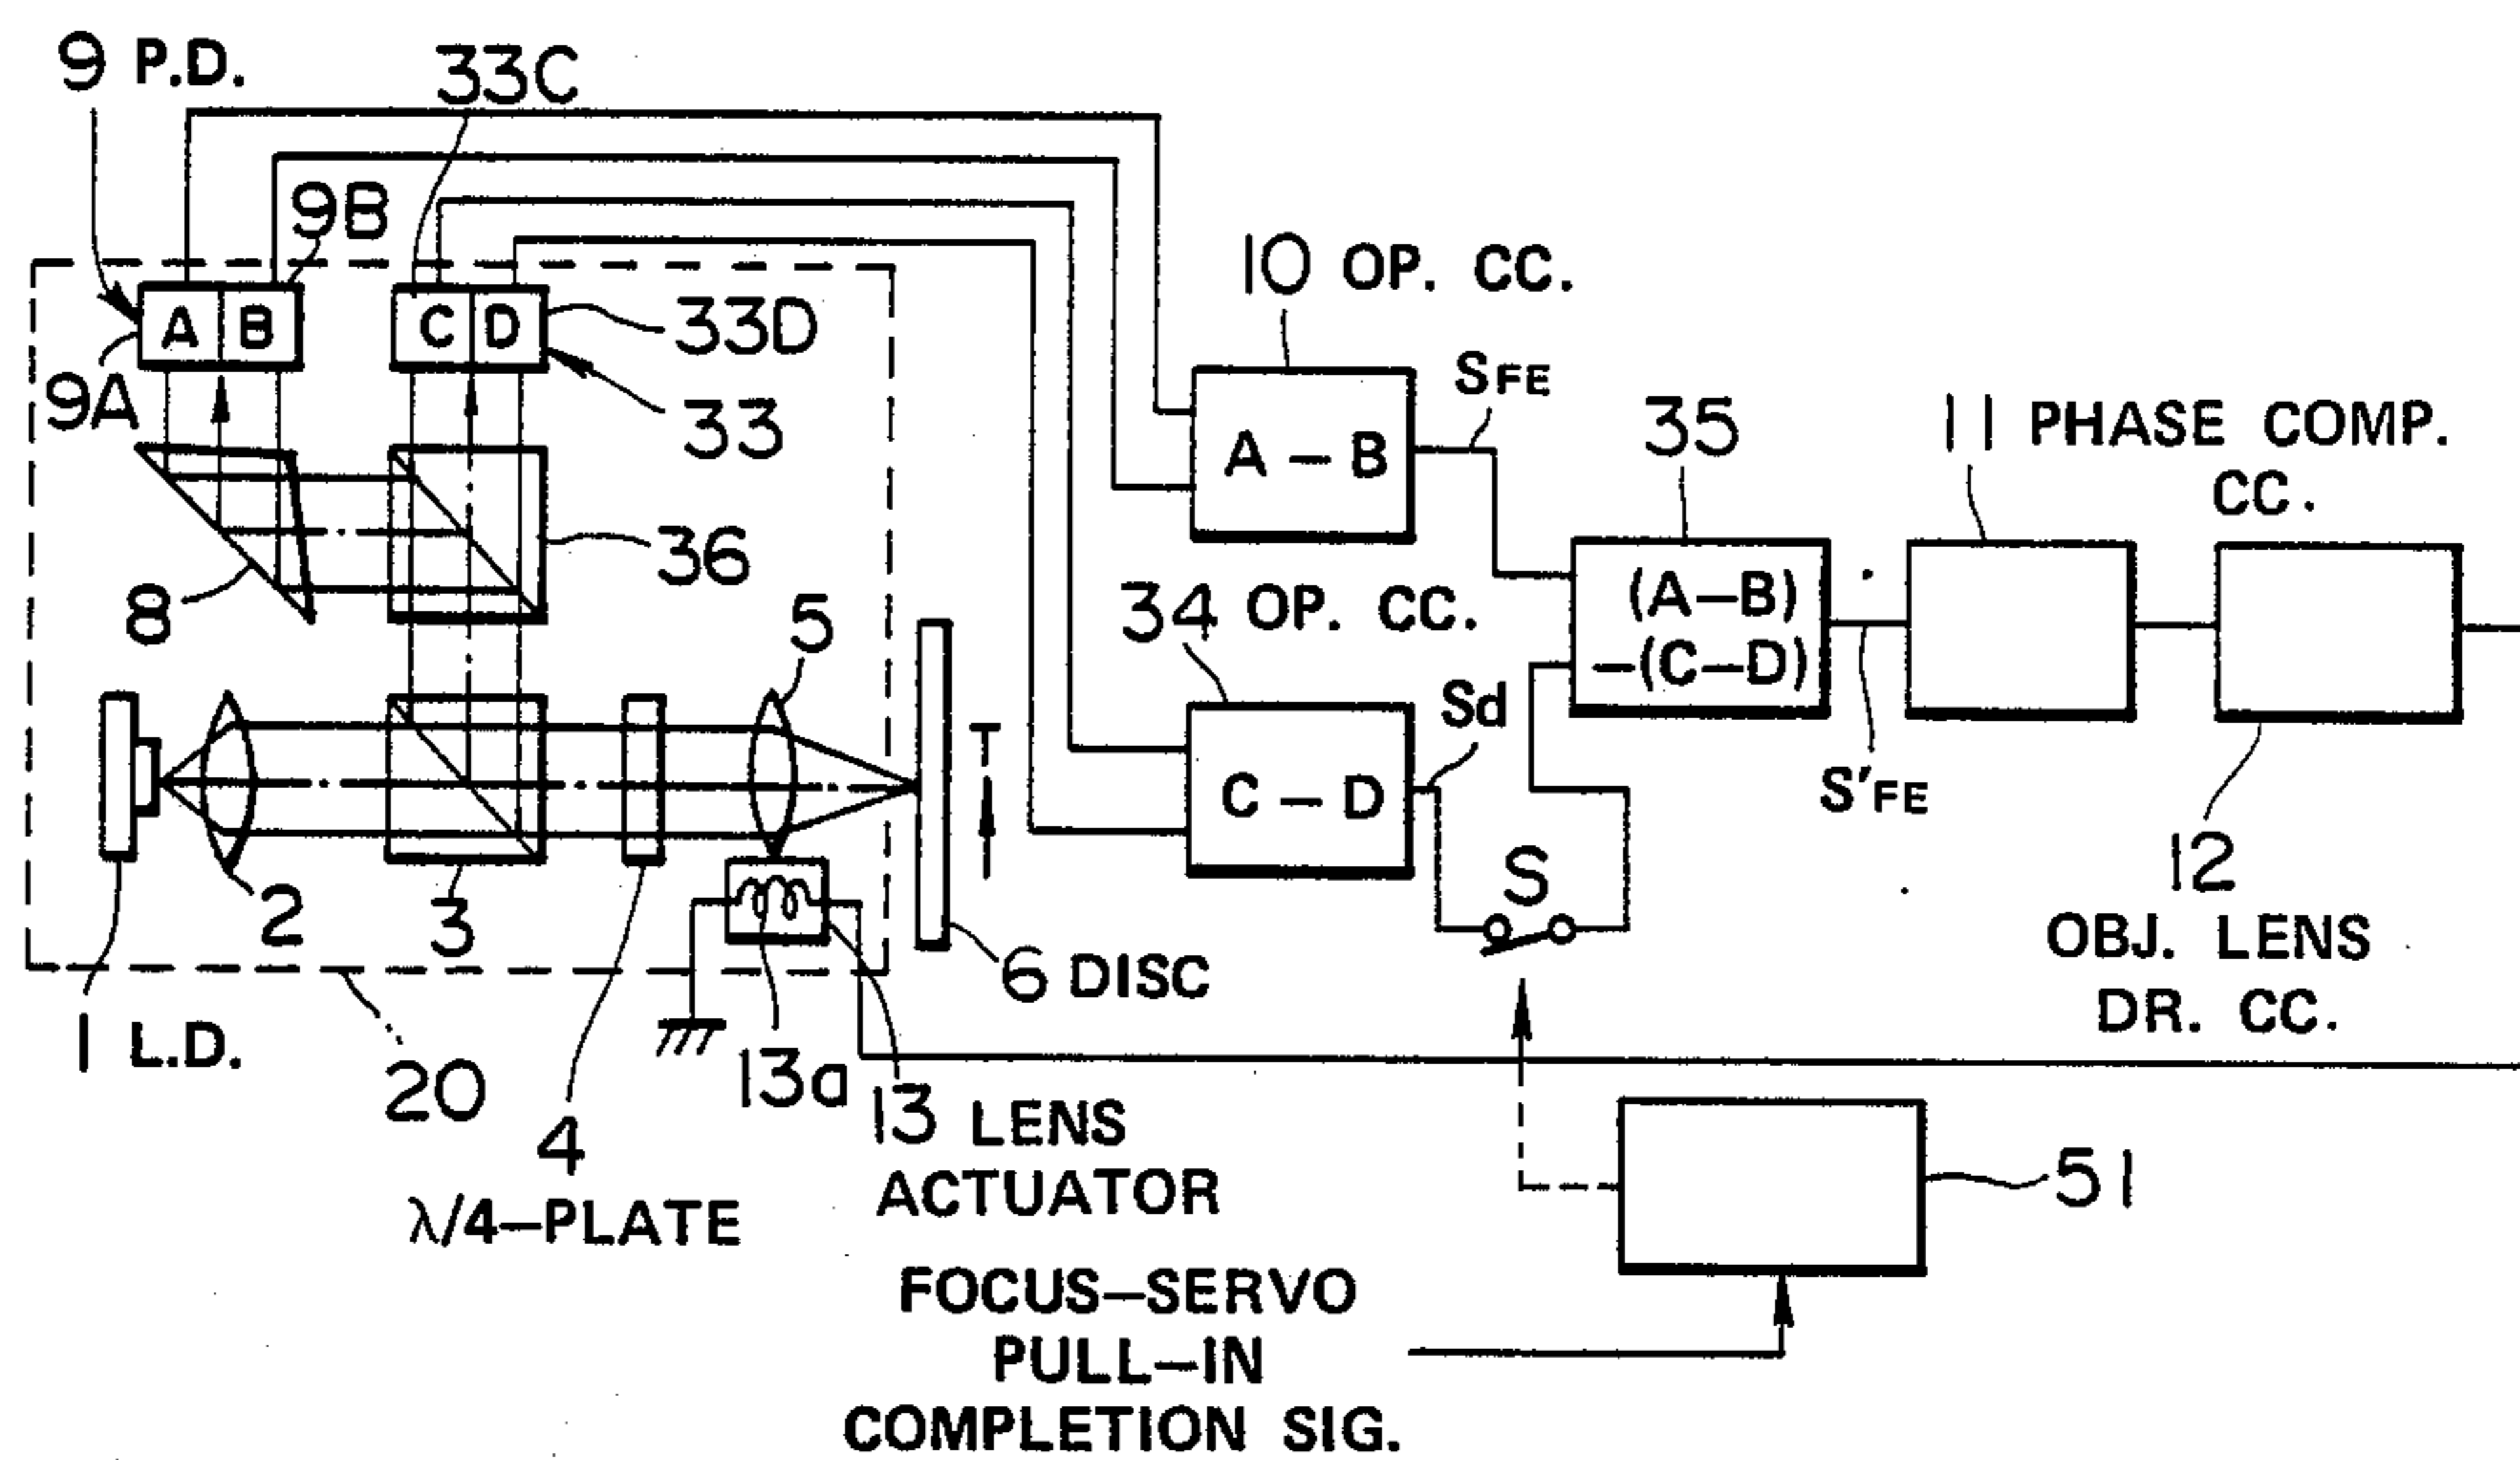 9 P.D.
33C
9B
A B
C D
33D
9A
33
10 OP. CC.
A – B
SFE
35
11 PHASE COMP.
CC.
8
36
5
34 OP. CC.
(A–B)
–(C–D)
T
Sd
C – D
S'FE
S
12
OBJ. LENS
DR. CC.
2
3
6 DISC
1 L.D.
20
13a
13 LENS
ACTUATOR
4
λ/4–PLATE
51
FOCUS–SERVO
PULL–IN
COMPLETION SIG.